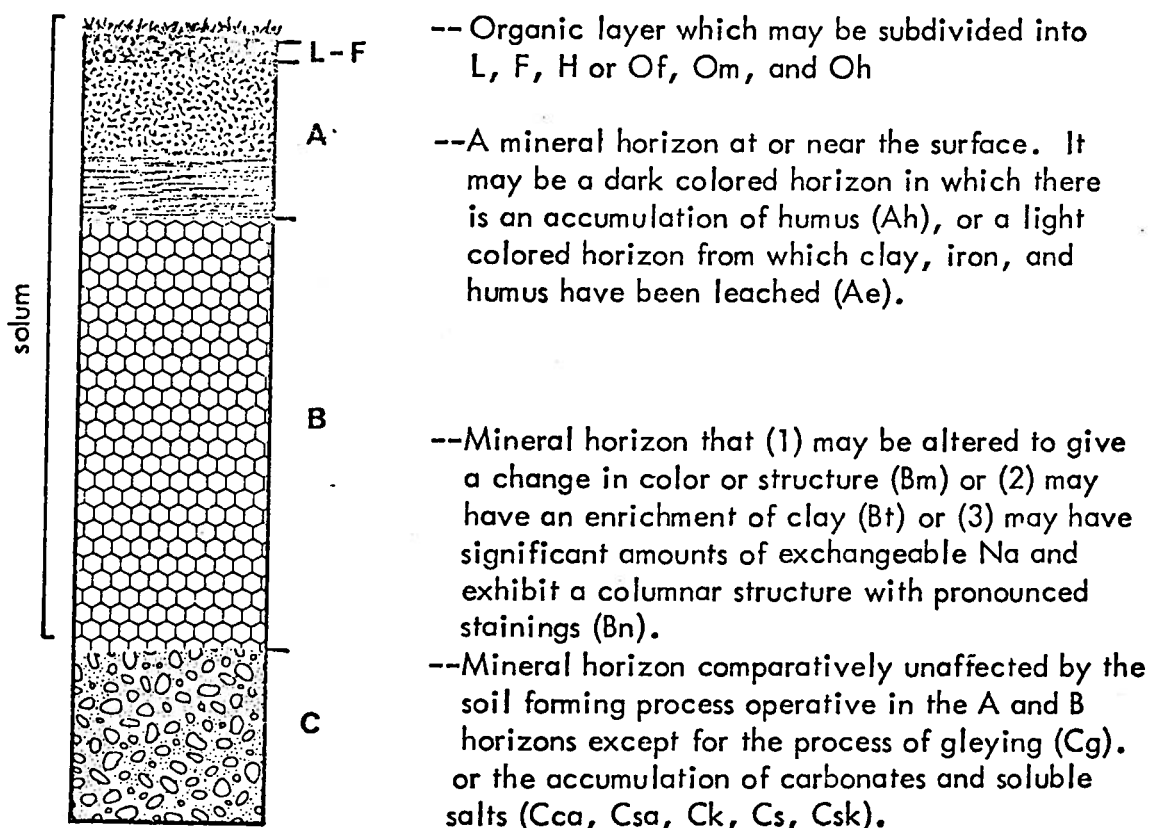 -- Organic layer which may be subdivided into
L - F
L, F, H or Of, Om, and Oh
A
--A mineral horizon at or near the surface. It
may be a dark colored horizon in which there
is an accumulation of humus (Ah), or a light
colored horizon from which clay, iron, and
humus have been leached (Ae).
solum
B
--Mineral horizon that (1) may be altered to give
a change in color or structure (Bm) or (2) may
have an enrichment of clay (Bt) or (3) may have
significant amounts of exchangeable Na and
exhibit a columnar structure with pronounced
stainings (Bn).
--Mineral horizon comparatively unaffected by the
C
soil forming process operative in the A and B
horizons except for the process of gleying (Cg).
or the accumulation of carbonates and soluble
salts (Cca, Csa, Ck, Cs, Csk).